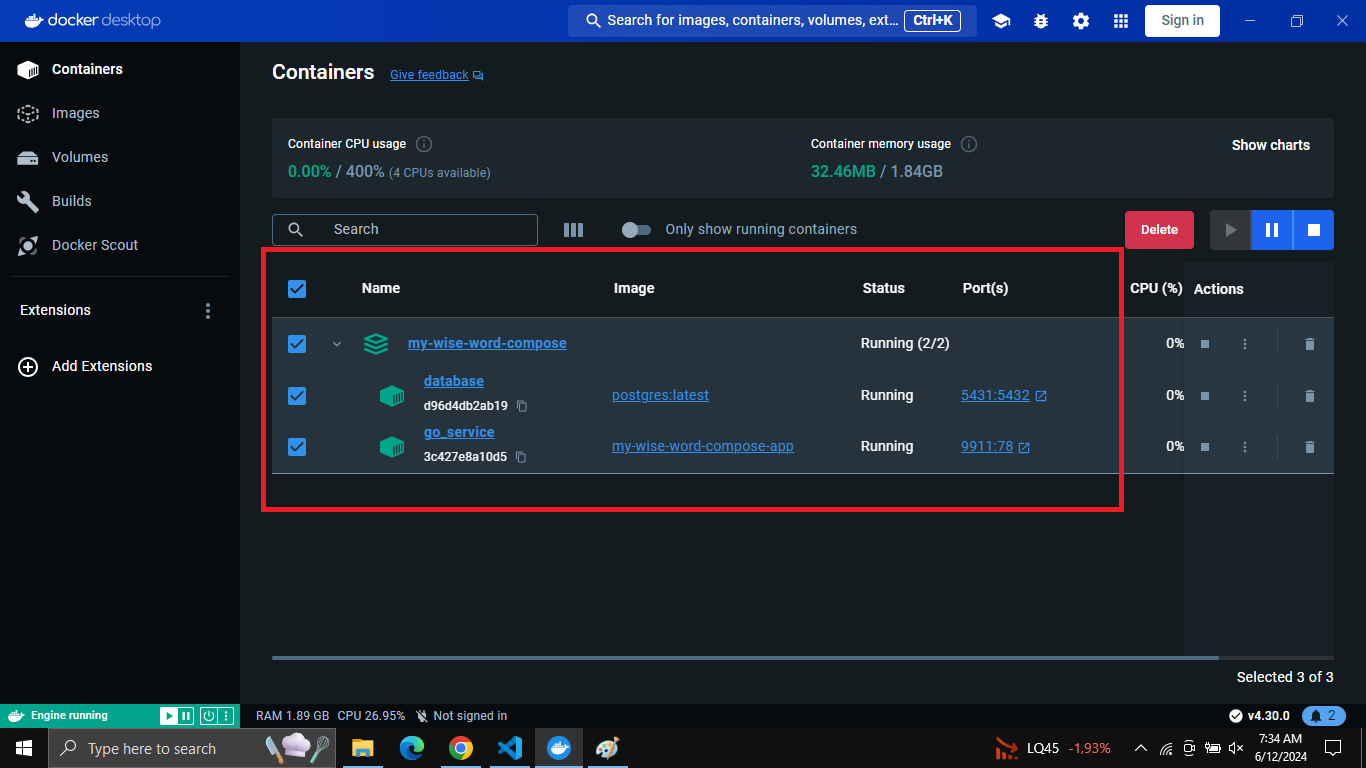 docker desktop
Search for images, containers, volumes, ext... Ctrl+K
Sign in
Containers
Images
Volumes
Builds
Docker Scout
Extensions
Add Extensions
Containers Give feedback
Container CPU usage
0.00% / 400% (4 CPUs available)
Container memory usage
32.46MB / 1.84GB
Show charts
Search
Only show running containers
Delete
Name Image Status Port(s) CPU (%) Actions
my-wise-word-compose Running (2/2) 0%
database
d96d4db2ab19
postgres:latest Running 5431:5432 0%
go_service
3c427e8a10d5
my-wise-word-compose-app Running 9911:78 0%
Selected 3 of 3
Engine running
RAM 1.89 GB CPU 26.95% Not signed in
v4.30.0 2
Type here to search
LQ45 -1,93%
7:34 AM
6/12/2024